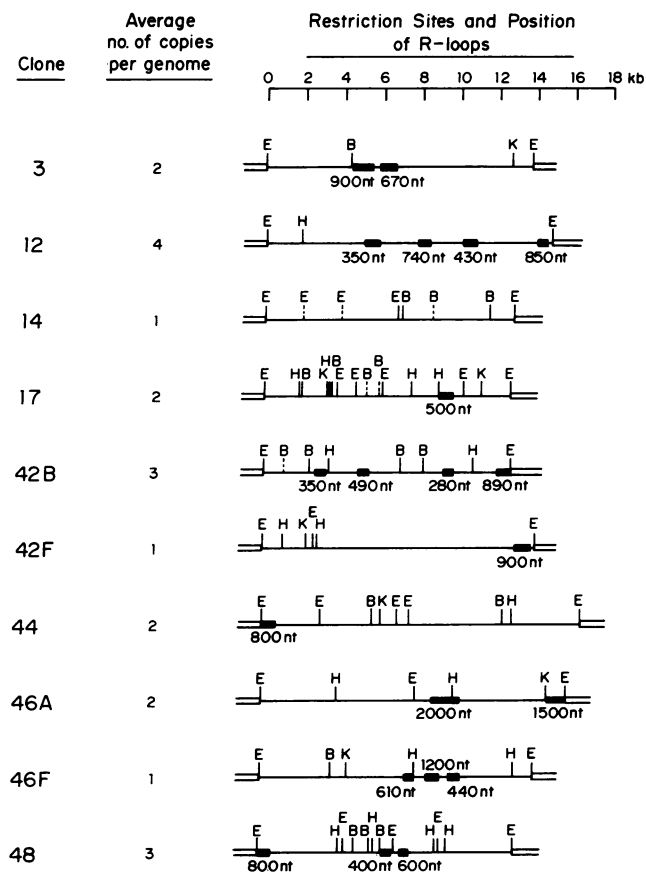 Average Restriction Sites and Position
no. of copies of R-loops
Clone per genome
0 2 4 6 8 10 12 14 16 18 kb
E B K E
3 2
900nt 670nt
E H E
12 4
350nt 740nt 430nt 850nt
E E E E B B B E
14 1
H B B
E H B K E E B E H H E K E
17 2
500nt
E B B H B B H E
42B 3
350nt 490nt 280nt 890nt
E
E H K H E
42F 1
900nt
E E B K E E B H E
44 2
800nt
E H E H K E
46A 2
2000nt 1500nt
E B K H H E
1200nt
46F 1
610nt 440nt
H
E E
E H B B B E H H E
48 3
800nt 400nt 600nt